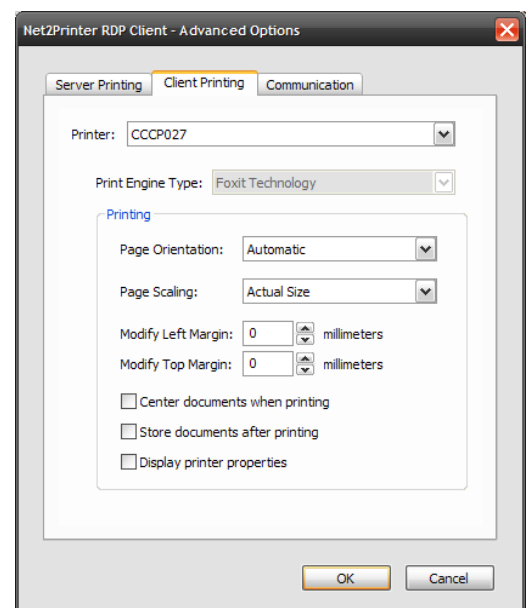 Net2Printer RDP Client - Advanced Options
Server Printing Client Printing Communication
Printer: CCCP027
Print Engine Type: Foxit Technology
Printing
Page Orientation: Automatic
Page Scaling: Actual Size
Modify Left Margin: 0 millimeters
Modify Top Margin: 0 millimeters
Center documents when printing
Store documents after printing
Display printer properties
OK Cancel